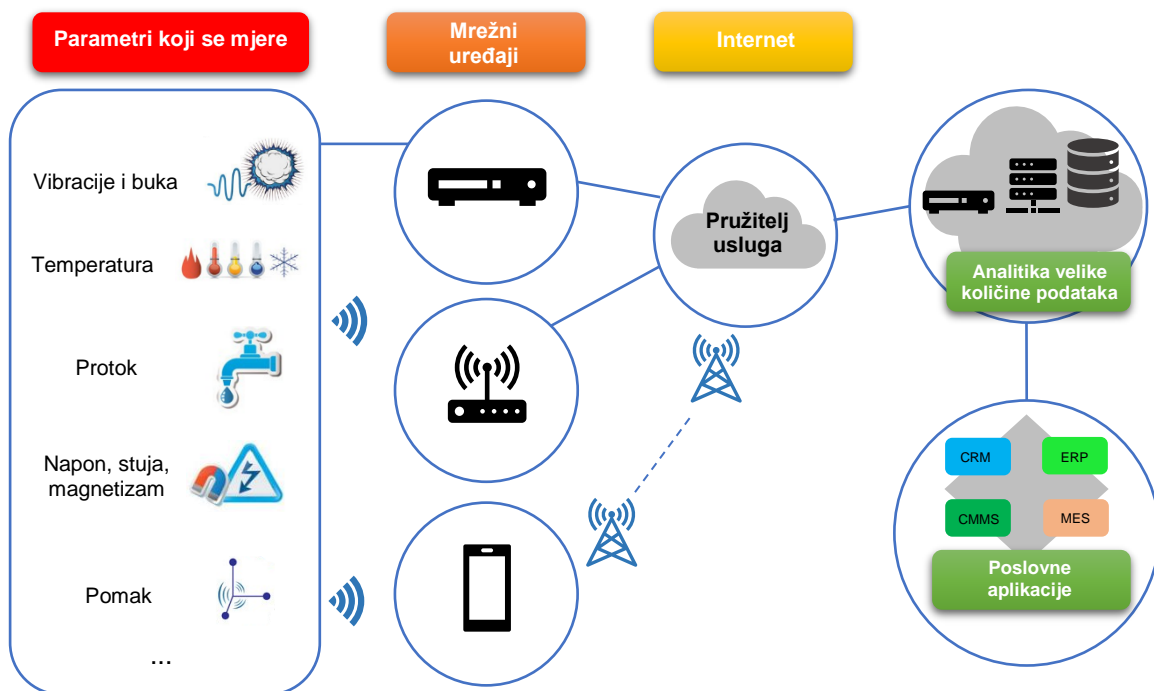 Parametri koji se mjere
Mrežni
uređaji
Internet
Vibracije i buka
Temperatura
Protok
Napon, stuja,
magnetizam
Pomak
...
Pružitelj
usluga
Analitika velike
količine podataka
CRM
ERP
CMMS
MES
Poslovne
aplikacije